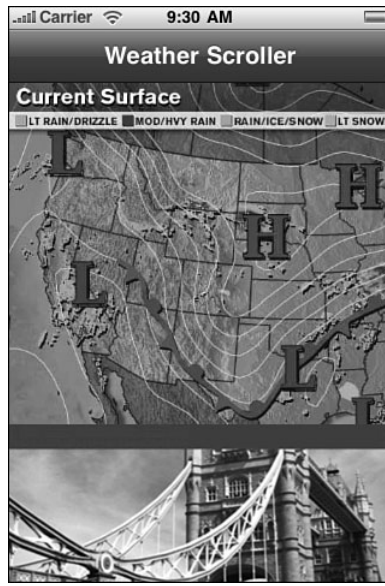 Carrier 9:30 AM
Weather Scroller
Current Surface
LT RAIN/DRIZZLE MOD/HVY RAIN RAIN/ICE/SNOW LT SNOW
L
H
H
L
L
L